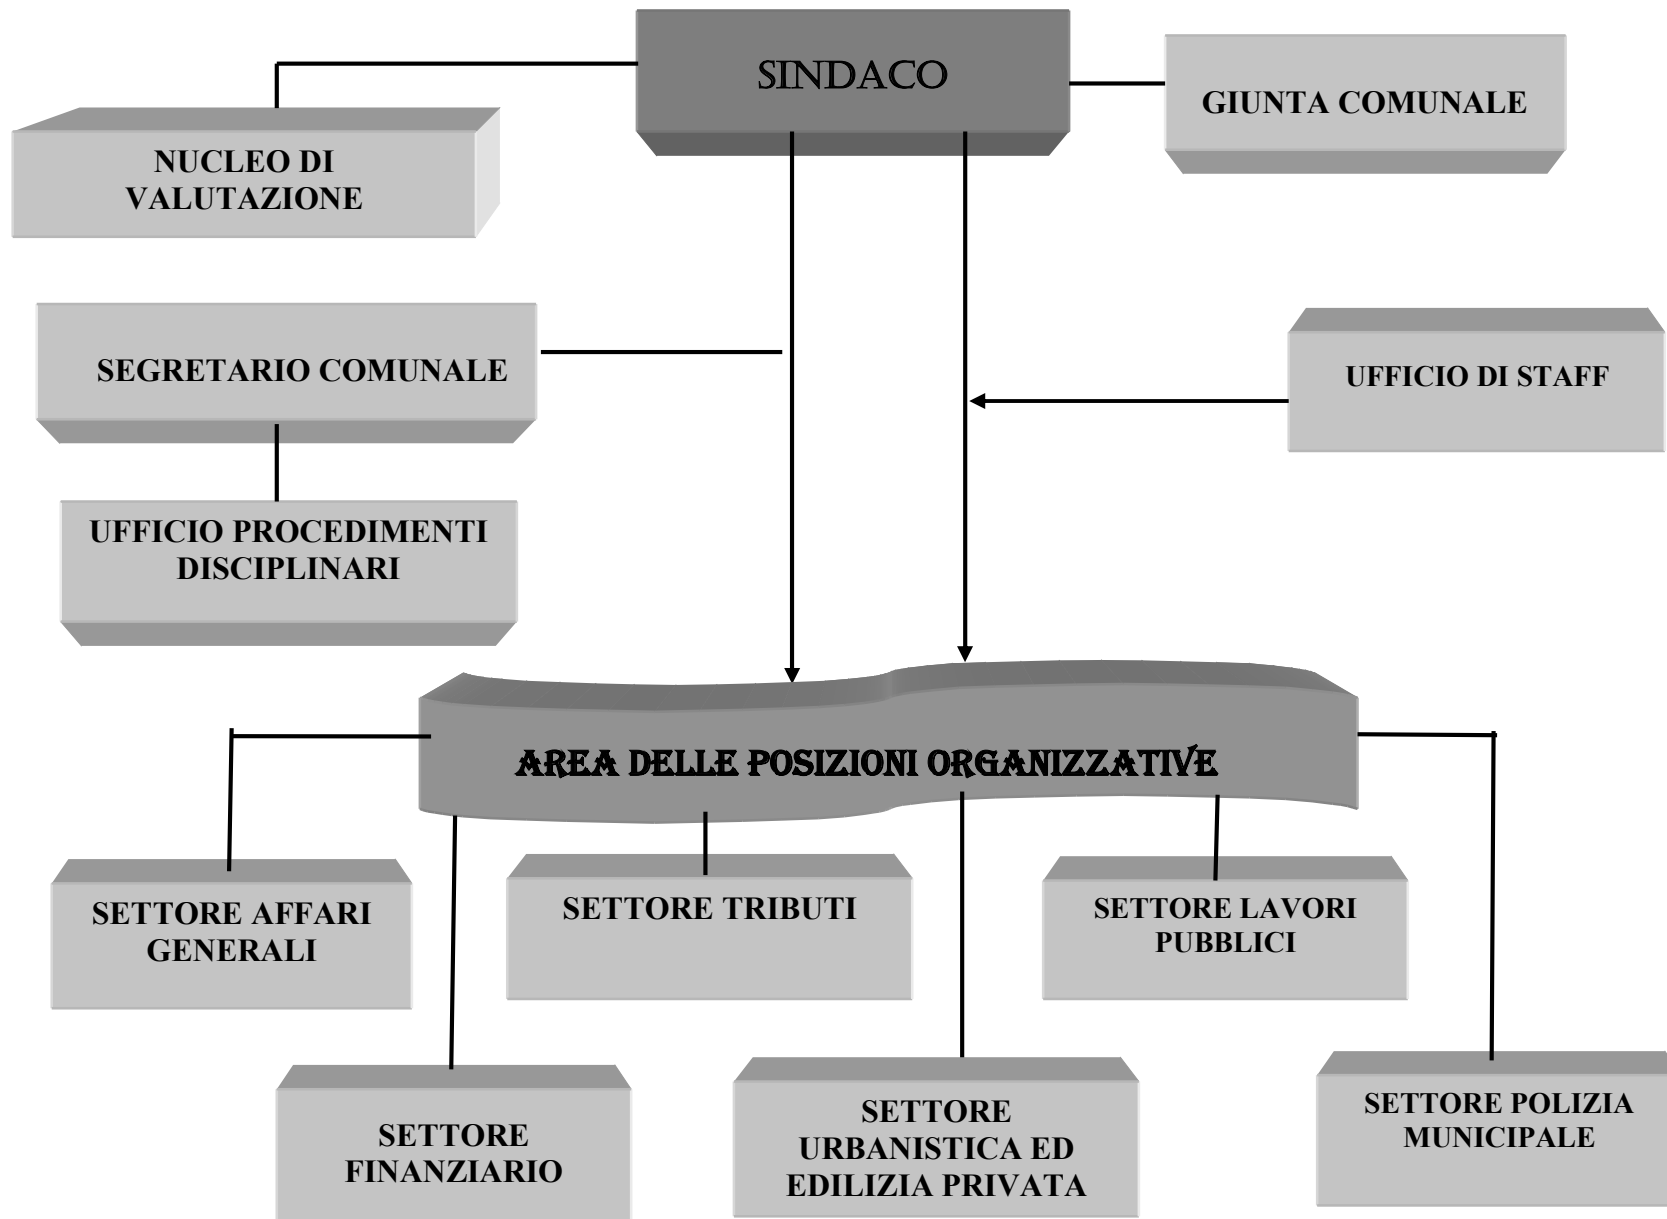 SINDACO
GIUNTA COMUNALE
NUCLEO DI
VALUTAZIONE
SEGRETARIO COMUNALE
UFFICIO DI STAFF
UFFICIO PROCEDIMENTI
DISCIPLINARI
AREA DELLE POSIZIONI ORGANIZZATIVE
SETTORE AFFARI
GENERALI
SETTORE TRIBUTI
SETTORE LAVORI
PUBBLICI
SETTORE
FINANZIARIO
SETTORE
URBANISTICA ED
EDILIZIA PRIVATA
SETTORE POLIZIA
MUNICIPALE